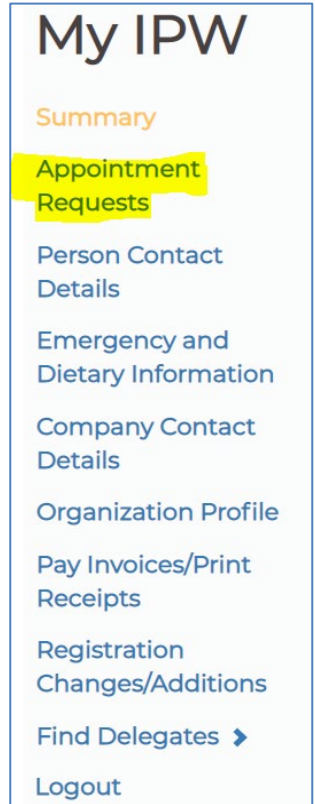 My IPW
Summary
Appointment
Requests
Person Contact
Details
Emergency and
Dietary Information
Company Contact
Details
Organization Profile
Pay Invoices/Print
Receipts
Registration
Changes/Additions
Find Delegates >
Logout